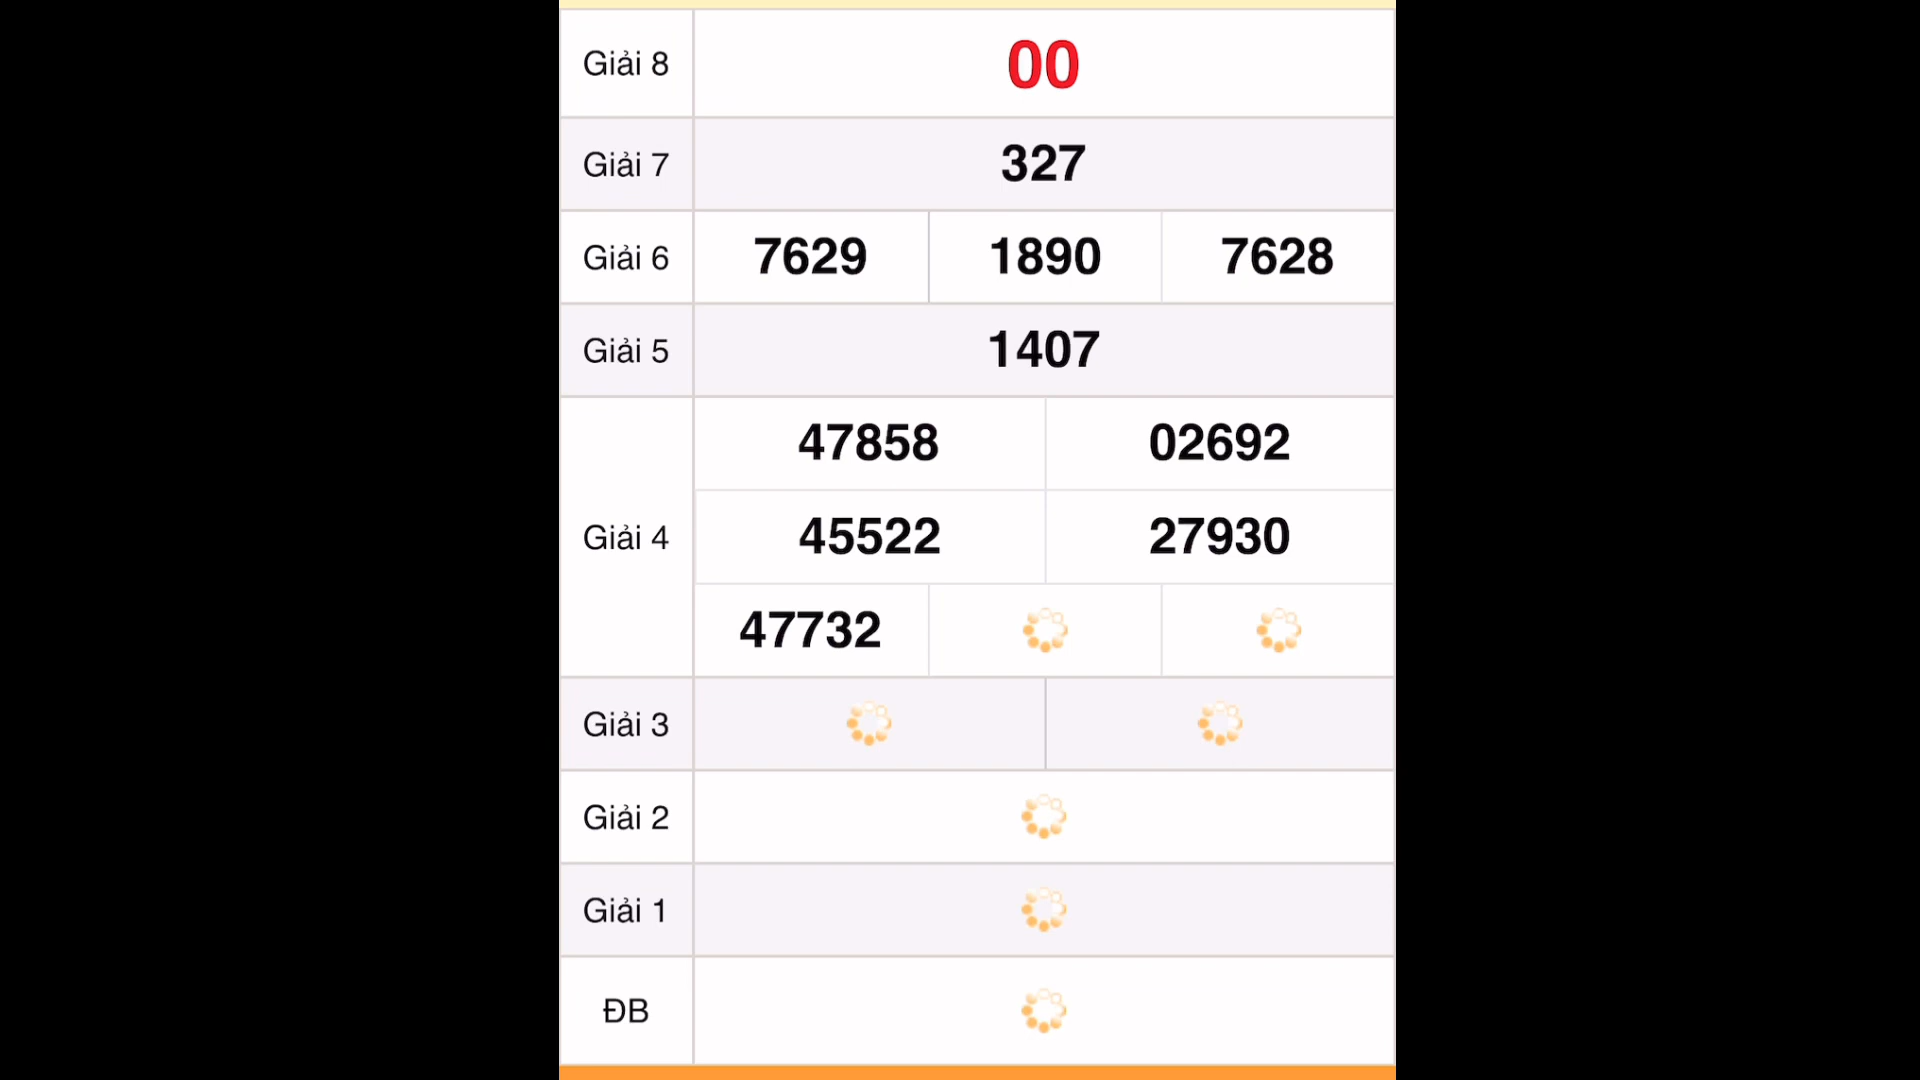 Giải 8 00
Giải 7 327
Giải 6 7629 1890 7628
Giải 5 1407
Giải 4 47858 02692
45522 27930
47732
Giải 3
Giải 2
Giải 1
ĐB